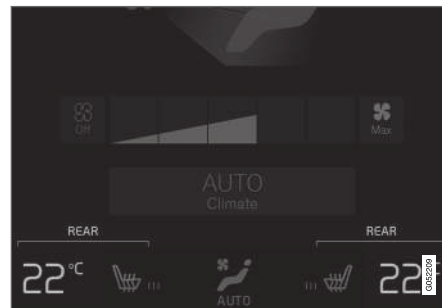 Off Max
AUTO
Climate
REAR REAR
22°C 22°
AUTO
G052209